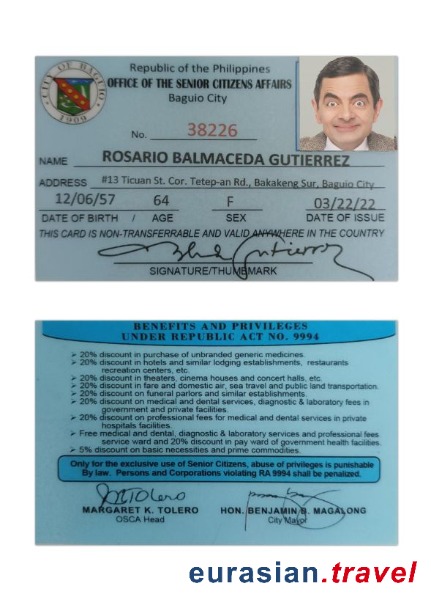 CITY OF BAGUIO
1909
Republic of the Philippines
OFFICE OF THE SENIOR CITIZENS AFFAIRS
Baguio City
No. 38226
NAME ROSARIO BALMACEDA GUTIERREZ
ADDRESS #13 Ticuan St. Cor. Tetep-an Rd., Bakakeng Sur, Baguio City
12/06/57 64 F 03/22/22
DATE OF BIRTH / AGE SEX DATE OF ISSUE
THIS CARD IS NON-TRANSFERRABLE AND VALID ANYWHERE IN THE COUNTRY
SIGNATURE/THUMBMARK
BENEFITS AND PRIVILEGES
UNDER REPUBLIC ACT NO. 9994
➢ 20% discount in purchase of unbranded generic medicines.
➢ 20% discount in hotels and similar lodging establishments, restaurants
recreation centers, etc.
➢ 20% discount in theaters, cinema houses and concert halls, etc.
➢ 20% discount in fare and domestic air, sea travel and public land transportation.
➢ 20% discount on funeral parlors and similar establishments.
➢ 20% discount on medical and dental services, diagnostic & laboratory fees in
government and private facilities.
➢ 20% discount on professional fees for medical and dental services in private
hospitals facilities.
➢ Free medical and dental, diagnostic & laboratory services and professional fees
service ward and 20% discount in pay ward of government health facilities.
➢ 5% discount on basic necessities and prime commodities.
Only for the exclusive use of Senior Citizens, abuse of privileges is punishable
By law. Persons and Corporations violating RA 9994 shall be penalized.
MARGARET K. TOLERO HON. BENJAMIN B. MAGALONG
OSCA Head City Mayor
eurasian.travel